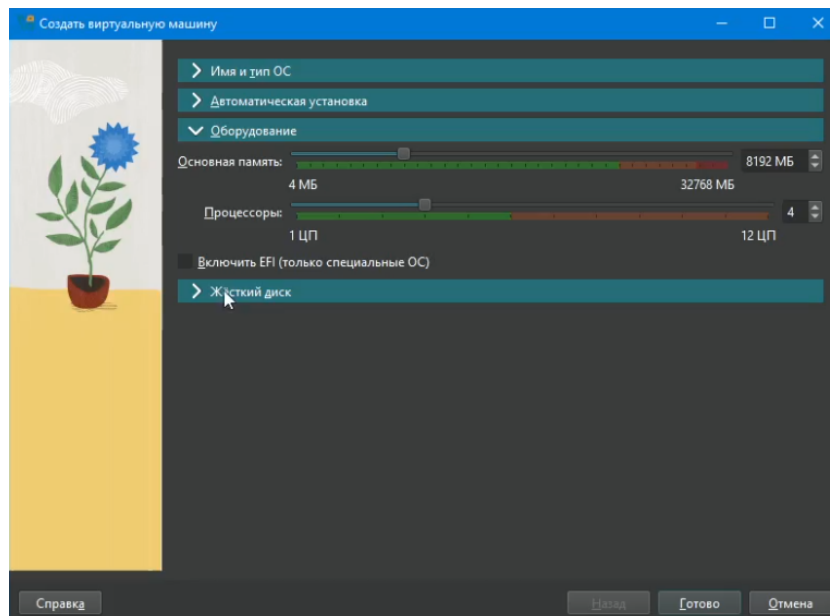 Создать виртуальную машину
Имя и тип ОС
Автоматическая установка
Оборудование
Основная память: 8192 МБ
4 МБ 32768 МБ
Процессоры: 4
1 ЦП 12 ЦП
Включить EFI (только специальные ОС)
Жёсткий диск
Справка Назад Готово Отмена